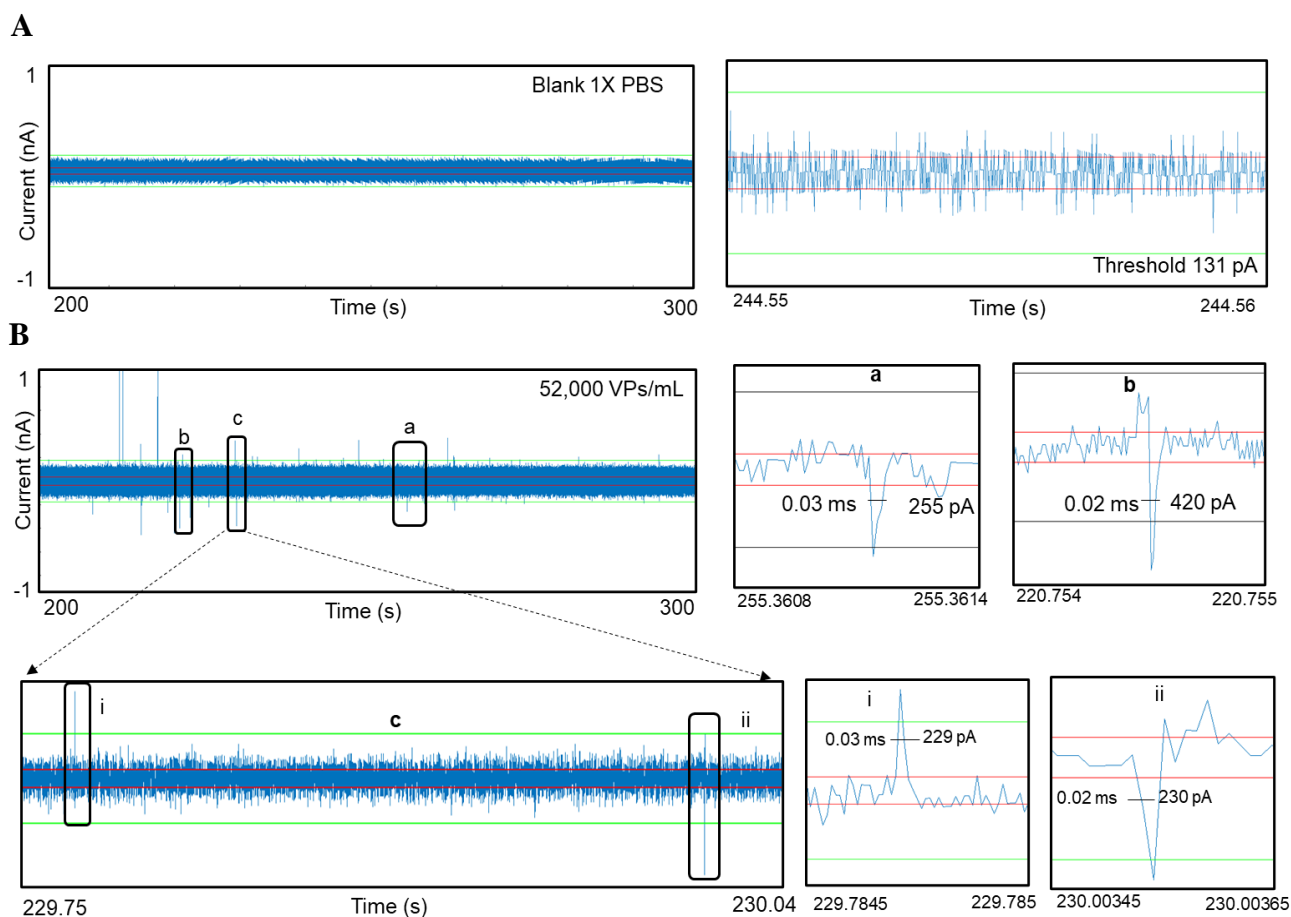 A
1
Blank 1X PBS
Current (nA)
-1
200
Time (s)
300
Threshold 131 pA
244.55
Time (s)
244.56
B
1
52,000 VPs/mL
b
c
a
Current (nA)
-1
200
Time (s)
300
a
0.03 ms
255 pA
255.3608
255.3614
b
0.02 ms
420 pA
220.754
220.755
i
c
ii
229.75
Time (s)
230.04
i
0.03 ms
229 pA
229.7845
229.785
ii
0.02 ms
230 pA
230.00345
230.00365